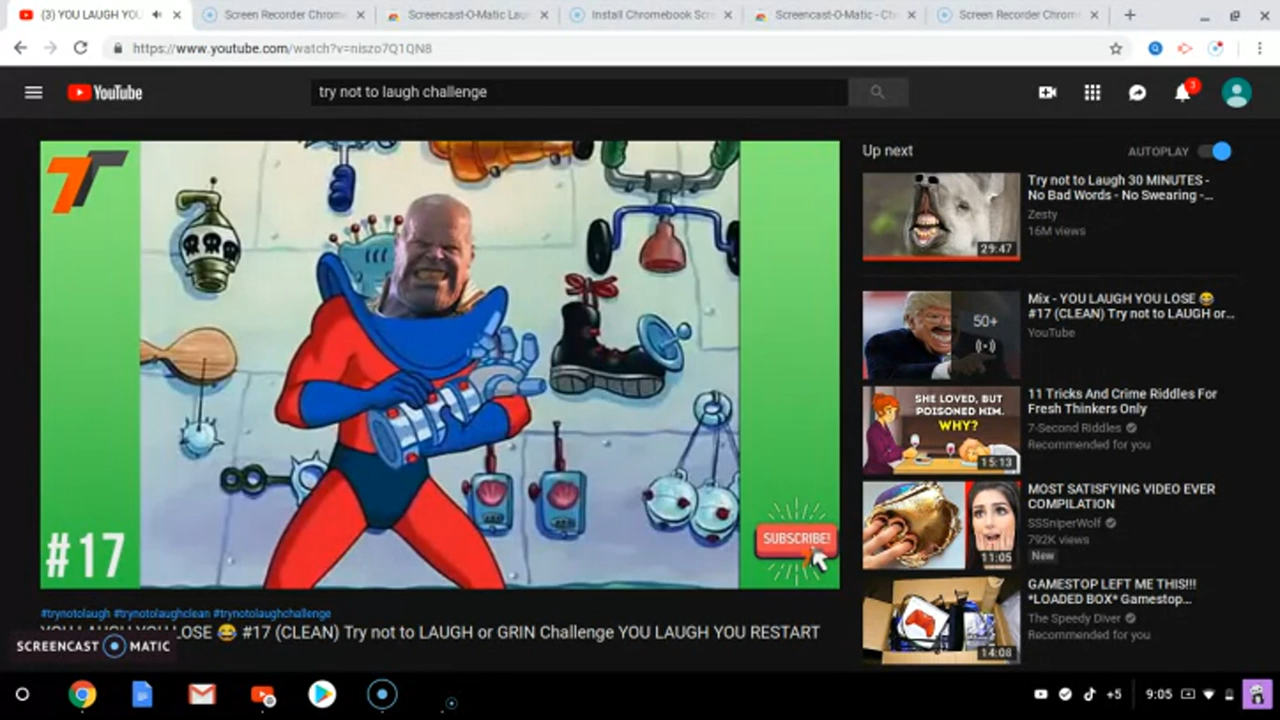 (3) YOU LAUGH YOU
Screen Recorder Chrom
Screencast-O-Matic Lau
Install Chromebook Scr
Screencast-O-Matic - Ch
Screen Recorder Chrom
https://www.youtube.com/watch?v=niszo7Q1QN8
YouTube
try not to laugh challenge
3
#17
SUBSCRIBE!
#trynotolaugh #trynotolaughclean #trynotolaughchallenge
YOU LAUGH YOU LOSE 😂 #17 (CLEAN) Try not to LAUGH or GRIN Challenge YOU LAUGH YOU RESTART
SCREENCAST O MATIC
Up next
AUTOPLAY
29:47
Try not to Laugh 30 MINUTES -
No Bad Words - No Swearing -...
Zesty
16M views
50+
Mix - YOU LAUGH YOU LOSE 😂
#17 (CLEAN) Try not to LAUGH or...
YouTube
SHE LOVED, BUT
POISONED HIM.
WHY?
15:13
11 Tricks And Crime Riddles For
Fresh Thinkers Only
7-Second Riddles
Recommended for you
11:05
MOST SATISFYING VIDEO EVER
COMPILATION
SSSniperWolf
792K views
New
14:08
GAMESTOP LEFT ME THIS!!!
*LOADED BOX* Gamestop...
The Speedy Diver
Recommended for you
+5
9:05